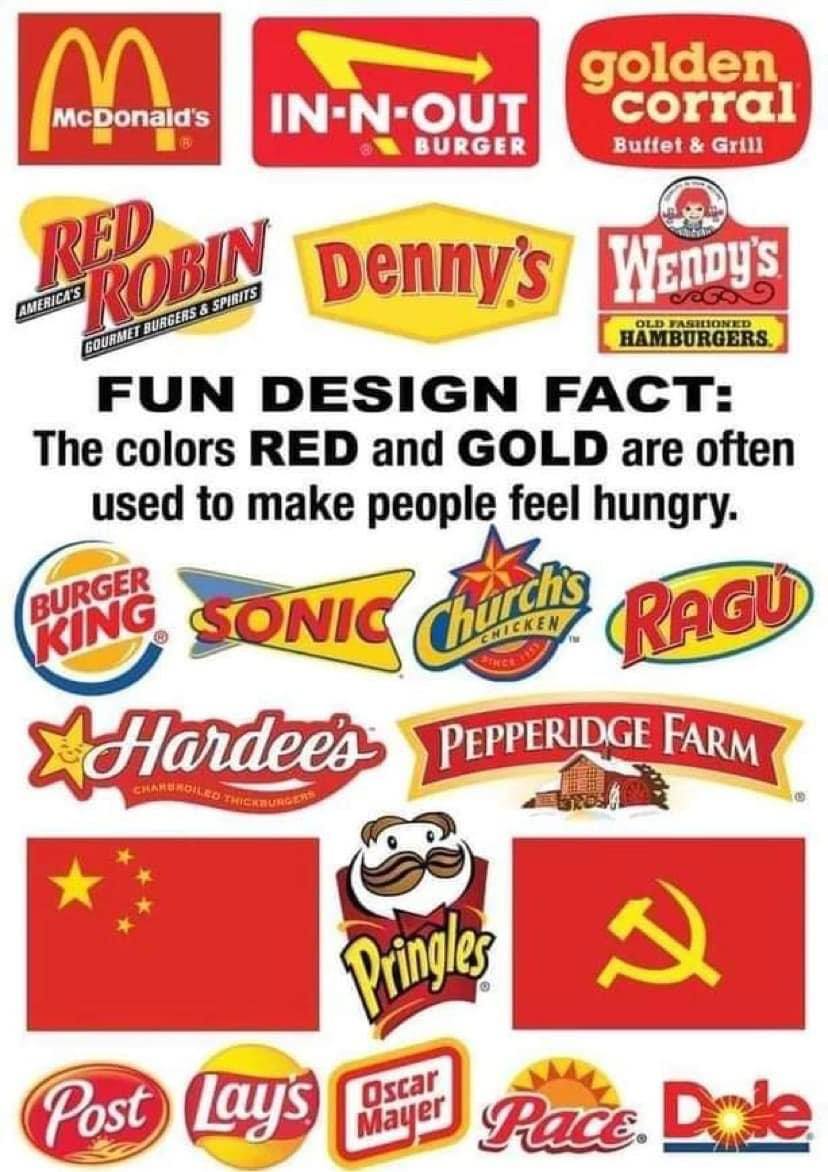 McDonald's
IN-N-OUT
BURGER
golden
corral
Buffet & Grill
RED
ROBIN
AMERICA'S
GOURMET BURGERS & SPIRITS
Denny's
WENDY'S
OLD FASHIONED
HAMBURGERS.
FUN DESIGN FACT:
The colors RED and GOLD are often
used to make people feel hungry.
BURGER
KING
SONIC
Church's
CHICKEN
RAGÚ
Hardee's
CHARBROILED THICKBURGERS
PEPPERIDGE FARM
Pringles
Post
Lay's
Oscar
Mayer
Pace.
Dole